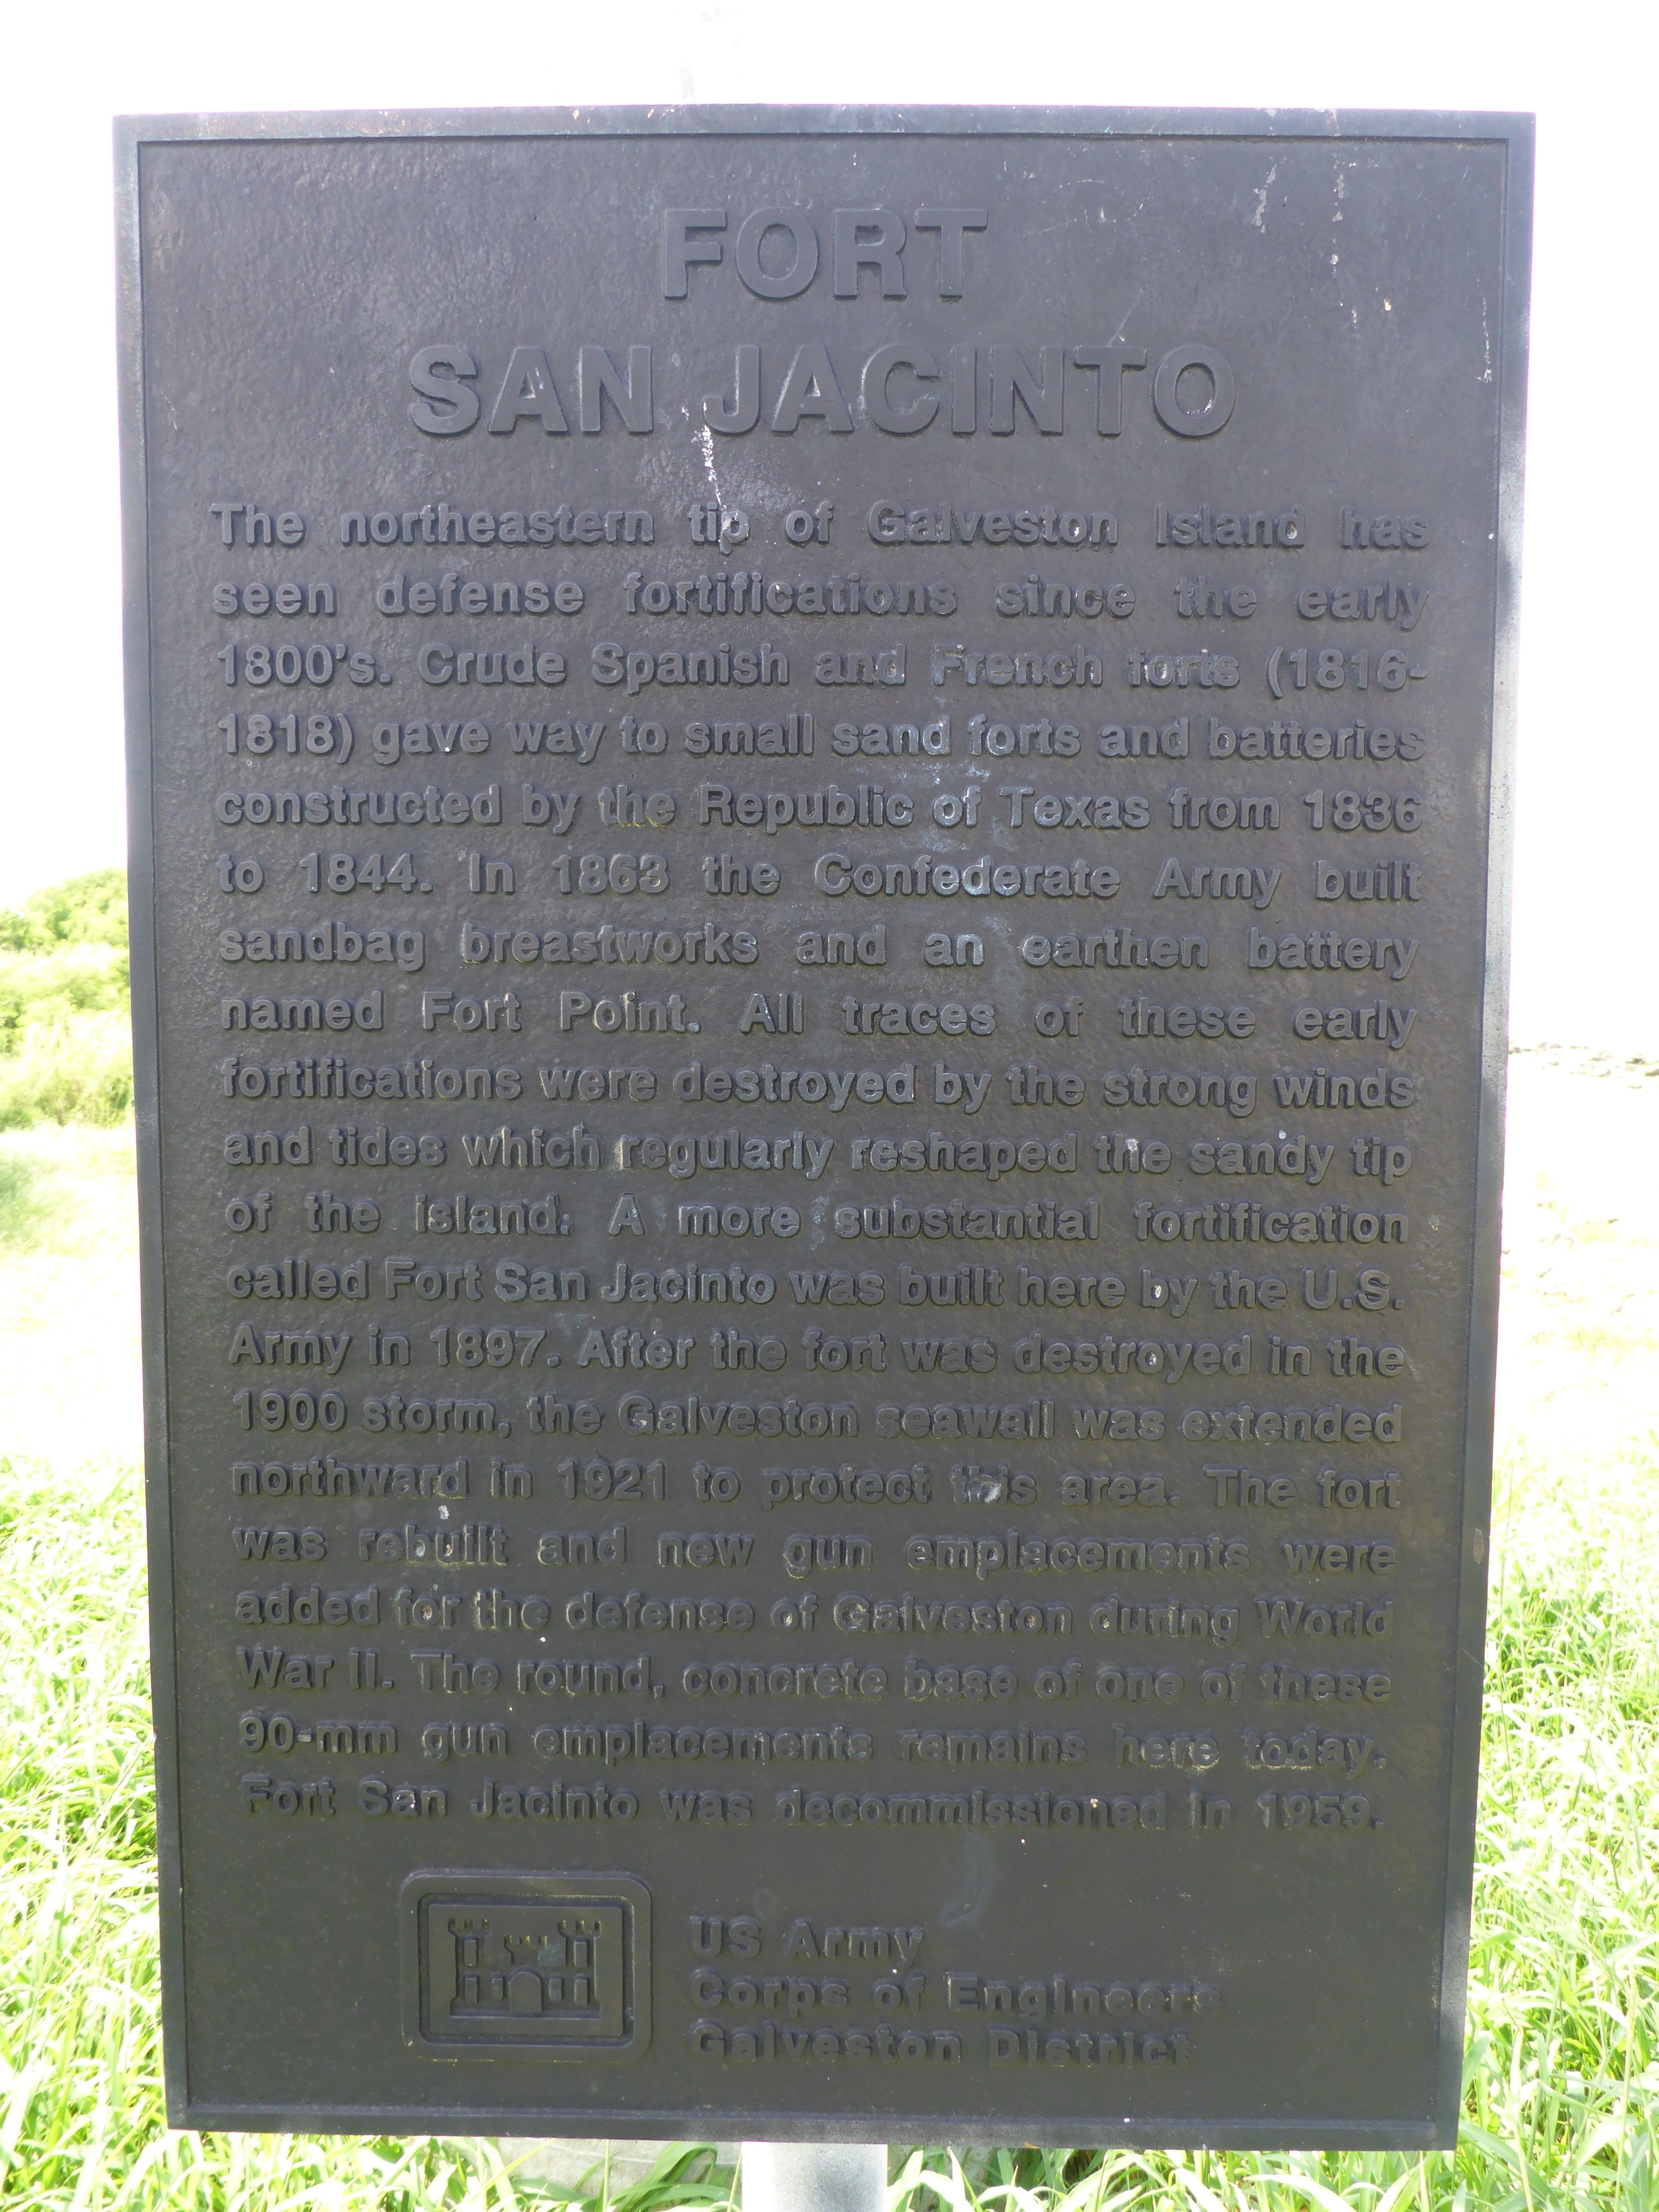 FORT
SAN JACINTO
The northeastern tip of Galveston Island has
seen defense fortifications since the early
1800's. Crude Spanish and French forts (1816-
1818) gave way to small sand forts and batteries
constructed by the Republic of Texas from 1836
to 1844. In 1863 the Confederate Army built
sandbag breastworks and an earthen battery
named Fort Point. All traces of these early
fortifications were destroyed by the strong winds
and tides which regularly reshaped the sandy tip
of the island. A more substantial fortification
called Fort San Jacinto was built here by the U.S.
Army in 1897. After the fort was destroyed in the
1900 storm, the Galveston seawall was extended
northward in 1921 to protect this area. The fort
was rebuilt and new gun emplacements were
added for the defense of Galveston during World
War II. The round, concrete base of one of these
90-mm gun emplacements remains here today.
Fort San Jacinto was decommissioned in 1959.
US Army
Corps of Engineers
Galveston District